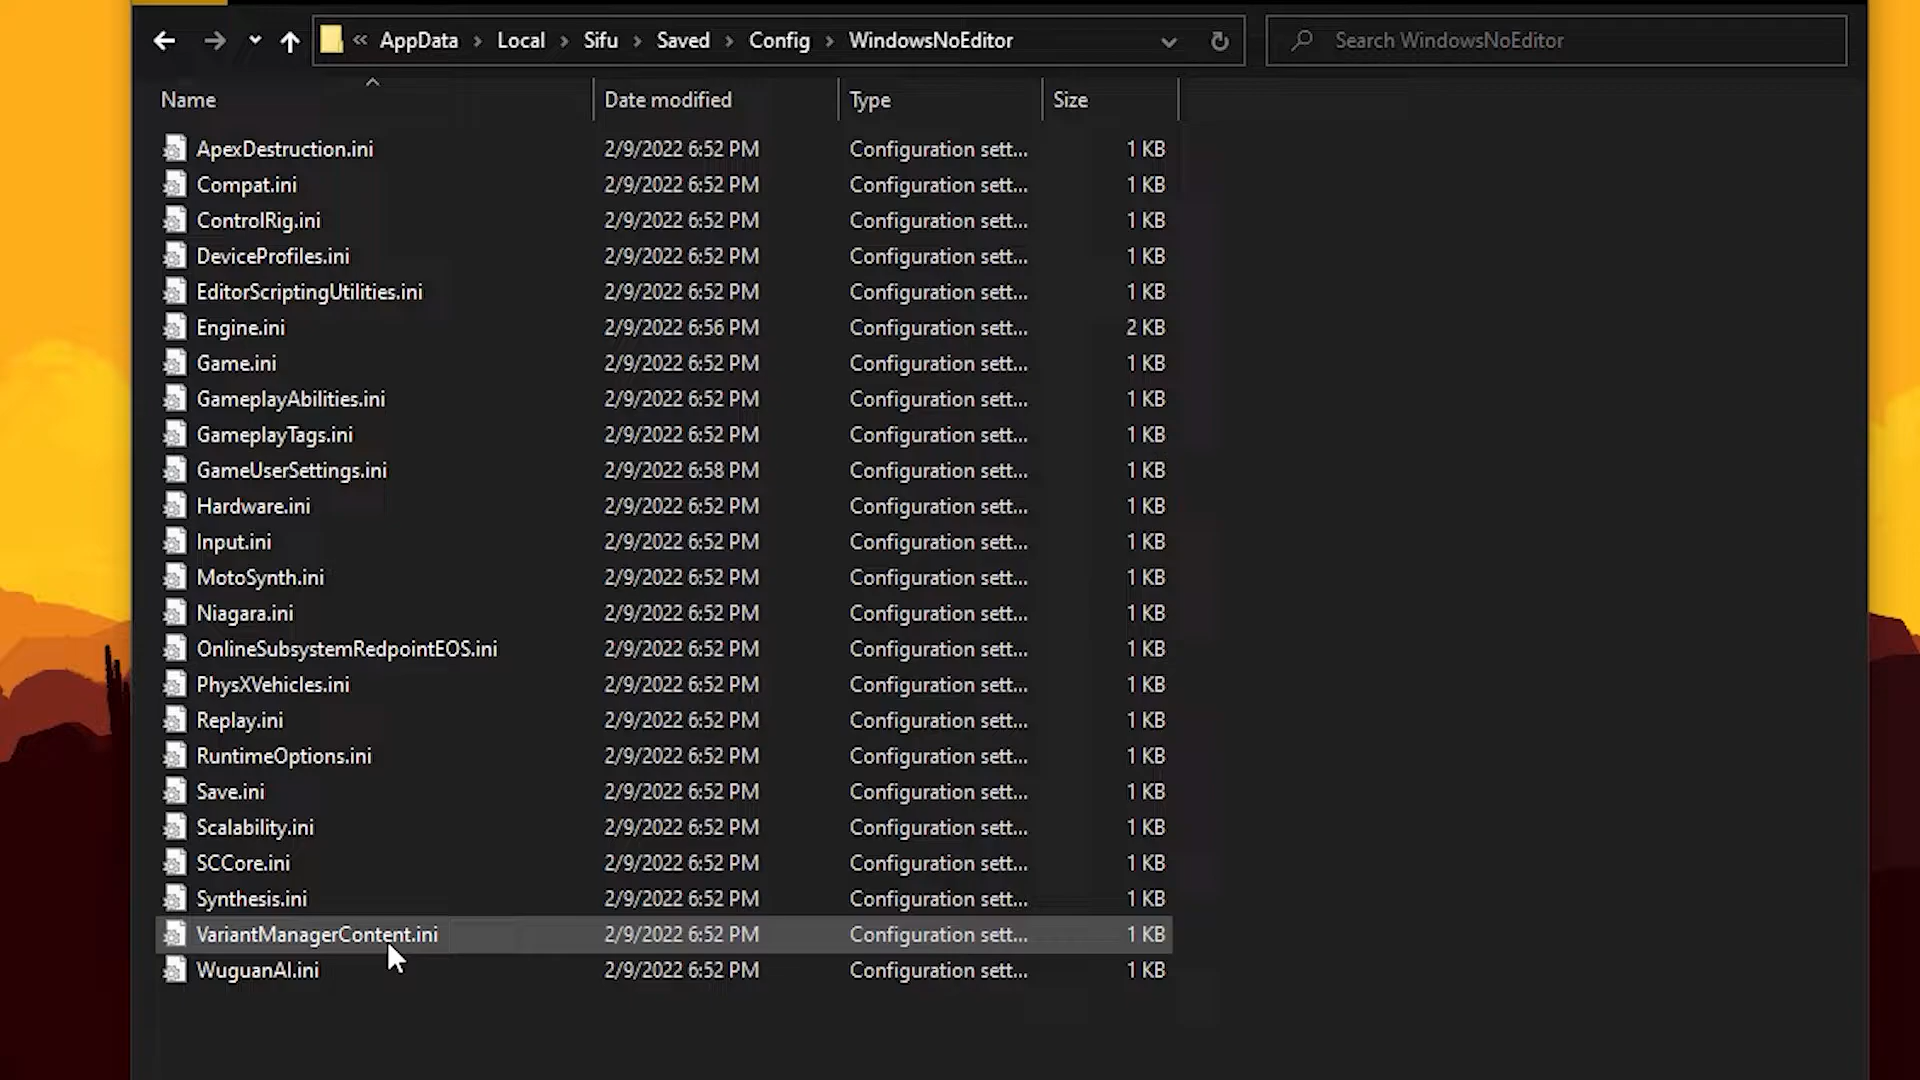 « AppData › Local › Sifu › Saved › Config › WindowsNoEditor
Search WindowsNoEditor
Name Date modified Type Size
ApexDestruction.ini 2/9/2022 6:52 PM Configuration sett... 1 KB
Compat.ini 2/9/2022 6:52 PM Configuration sett... 1 KB
ControlRig.ini 2/9/2022 6:52 PM Configuration sett... 1 KB
DeviceProfiles.ini 2/9/2022 6:52 PM Configuration sett... 1 KB
EditorScriptingUtilities.ini 2/9/2022 6:52 PM Configuration sett... 1 KB
Engine.ini 2/9/2022 6:56 PM Configuration sett... 2 KB
Game.ini 2/9/2022 6:52 PM Configuration sett... 1 KB
GameplayAbilities.ini 2/9/2022 6:52 PM Configuration sett... 1 KB
GameplayTags.ini 2/9/2022 6:52 PM Configuration sett... 1 KB
GameUserSettings.ini 2/9/2022 6:58 PM Configuration sett... 1 KB
Hardware.ini 2/9/2022 6:52 PM Configuration sett... 1 KB
Input.ini 2/9/2022 6:52 PM Configuration sett... 1 KB
MotoSynth.ini 2/9/2022 6:52 PM Configuration sett... 1 KB
Niagara.ini 2/9/2022 6:52 PM Configuration sett... 1 KB
OnlineSubsystemRedpointEOS.ini 2/9/2022 6:52 PM Configuration sett... 1 KB
PhysXVehicles.ini 2/9/2022 6:52 PM Configuration sett... 1 KB
Replay.ini 2/9/2022 6:52 PM Configuration sett... 1 KB
RuntimeOptions.ini 2/9/2022 6:52 PM Configuration sett... 1 KB
Save.ini 2/9/2022 6:52 PM Configuration sett... 1 KB
Scalability.ini 2/9/2022 6:52 PM Configuration sett... 1 KB
SCCore.ini 2/9/2022 6:52 PM Configuration sett... 1 KB
Synthesis.ini 2/9/2022 6:52 PM Configuration sett... 1 KB
VariantManagerContent.ini 2/9/2022 6:52 PM Configuration sett... 1 KB
WuguanAI.ini 2/9/2022 6:52 PM Configuration sett... 1 KB